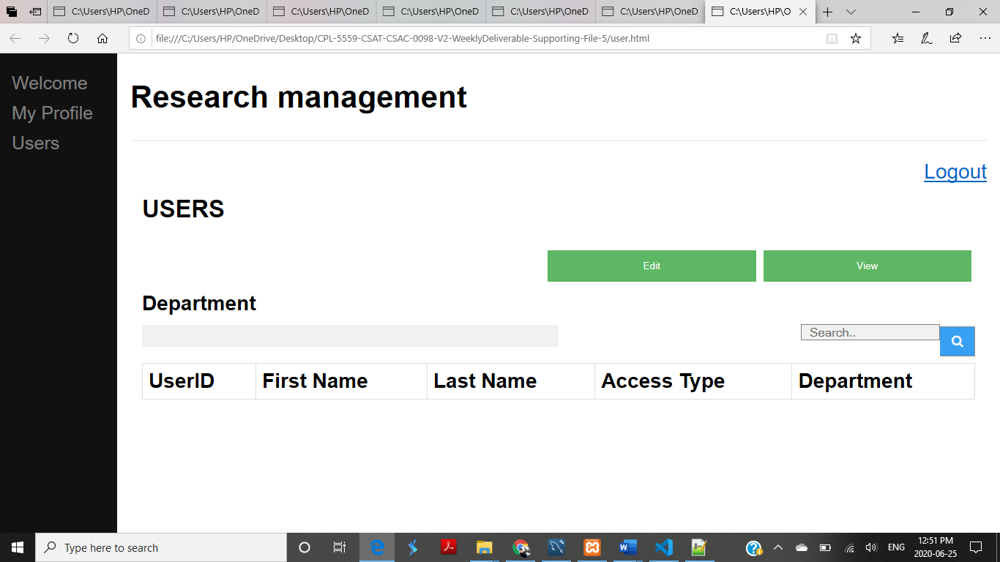 C:\Users\HP\OneD C:\Users\HP\OneD C:\Users\HP\OneD C:\Users\HP\OneD C:\Users\HP\OneD C:\Users\HP\OneD C:\Users\HP\O
file:///C:/Users/HP/OneDrive/Desktop/CPL-5559-CSAT-CSAC-0098-V2-WeeklyDeliverable-Supporting-File-5/user.html
Welcome
My Profile
Users
Research management
Logout
USERS
Edit View
Department
Search..
UserID First Name Last Name Access Type Department
Type here to search
ENG
12:51 PM
2020-06-25